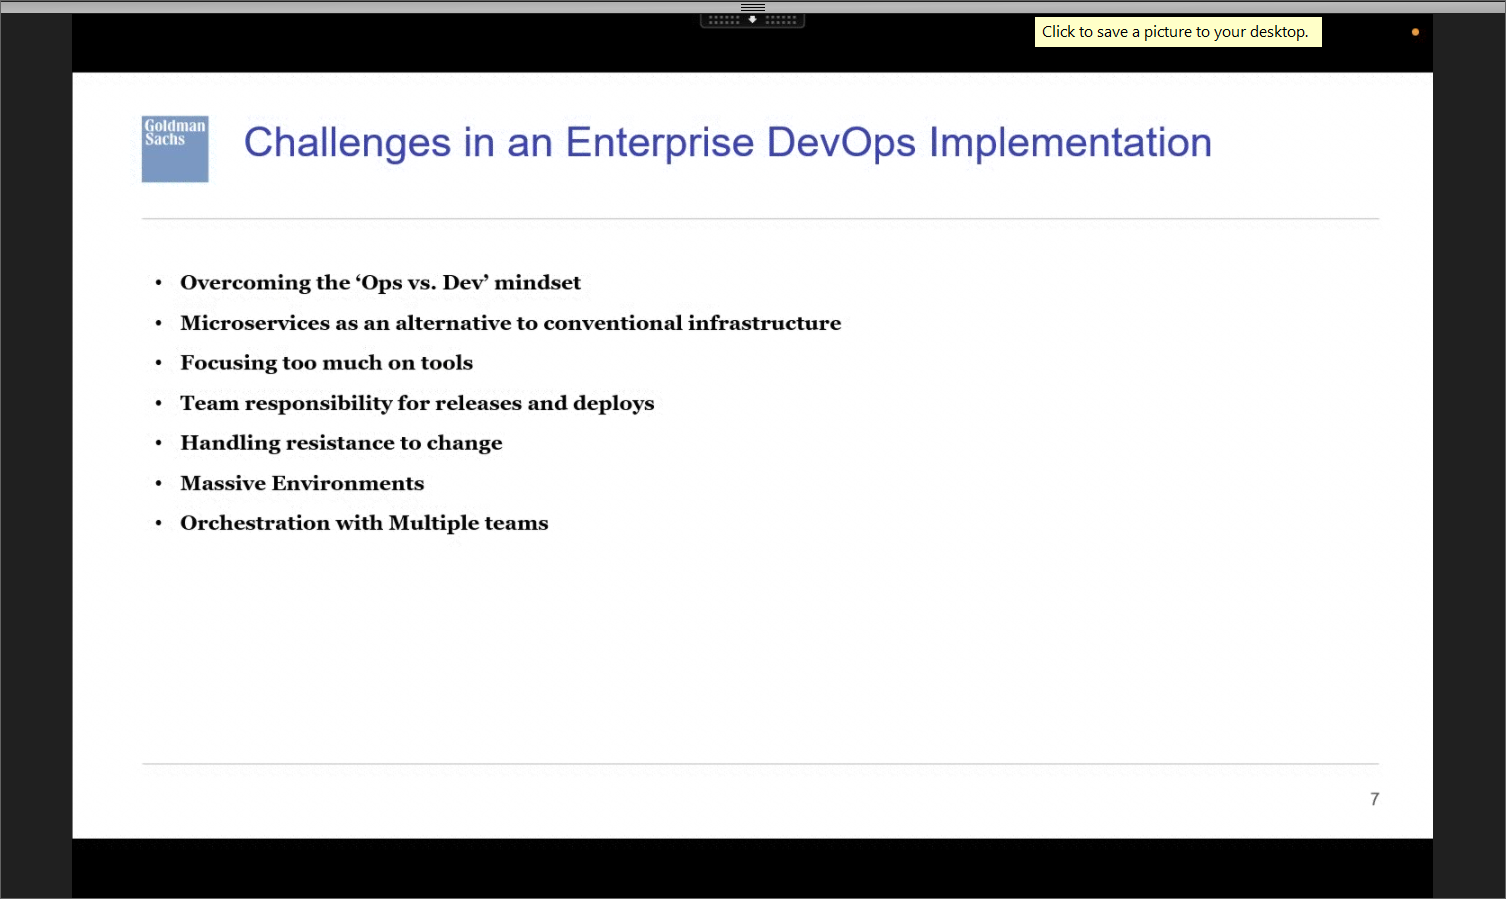 Click to save a picture to your desktop.
Goldman
Sachs
Challenges in an Enterprise DevOps Implementation
• Overcoming the ‘Ops vs. Dev’ mindset
• Microservices as an alternative to conventional infrastructure
• Focusing too much on tools
• Team responsibility for releases and deploys
• Handling resistance to change
• Massive Environments
• Orchestration with Multiple teams
7